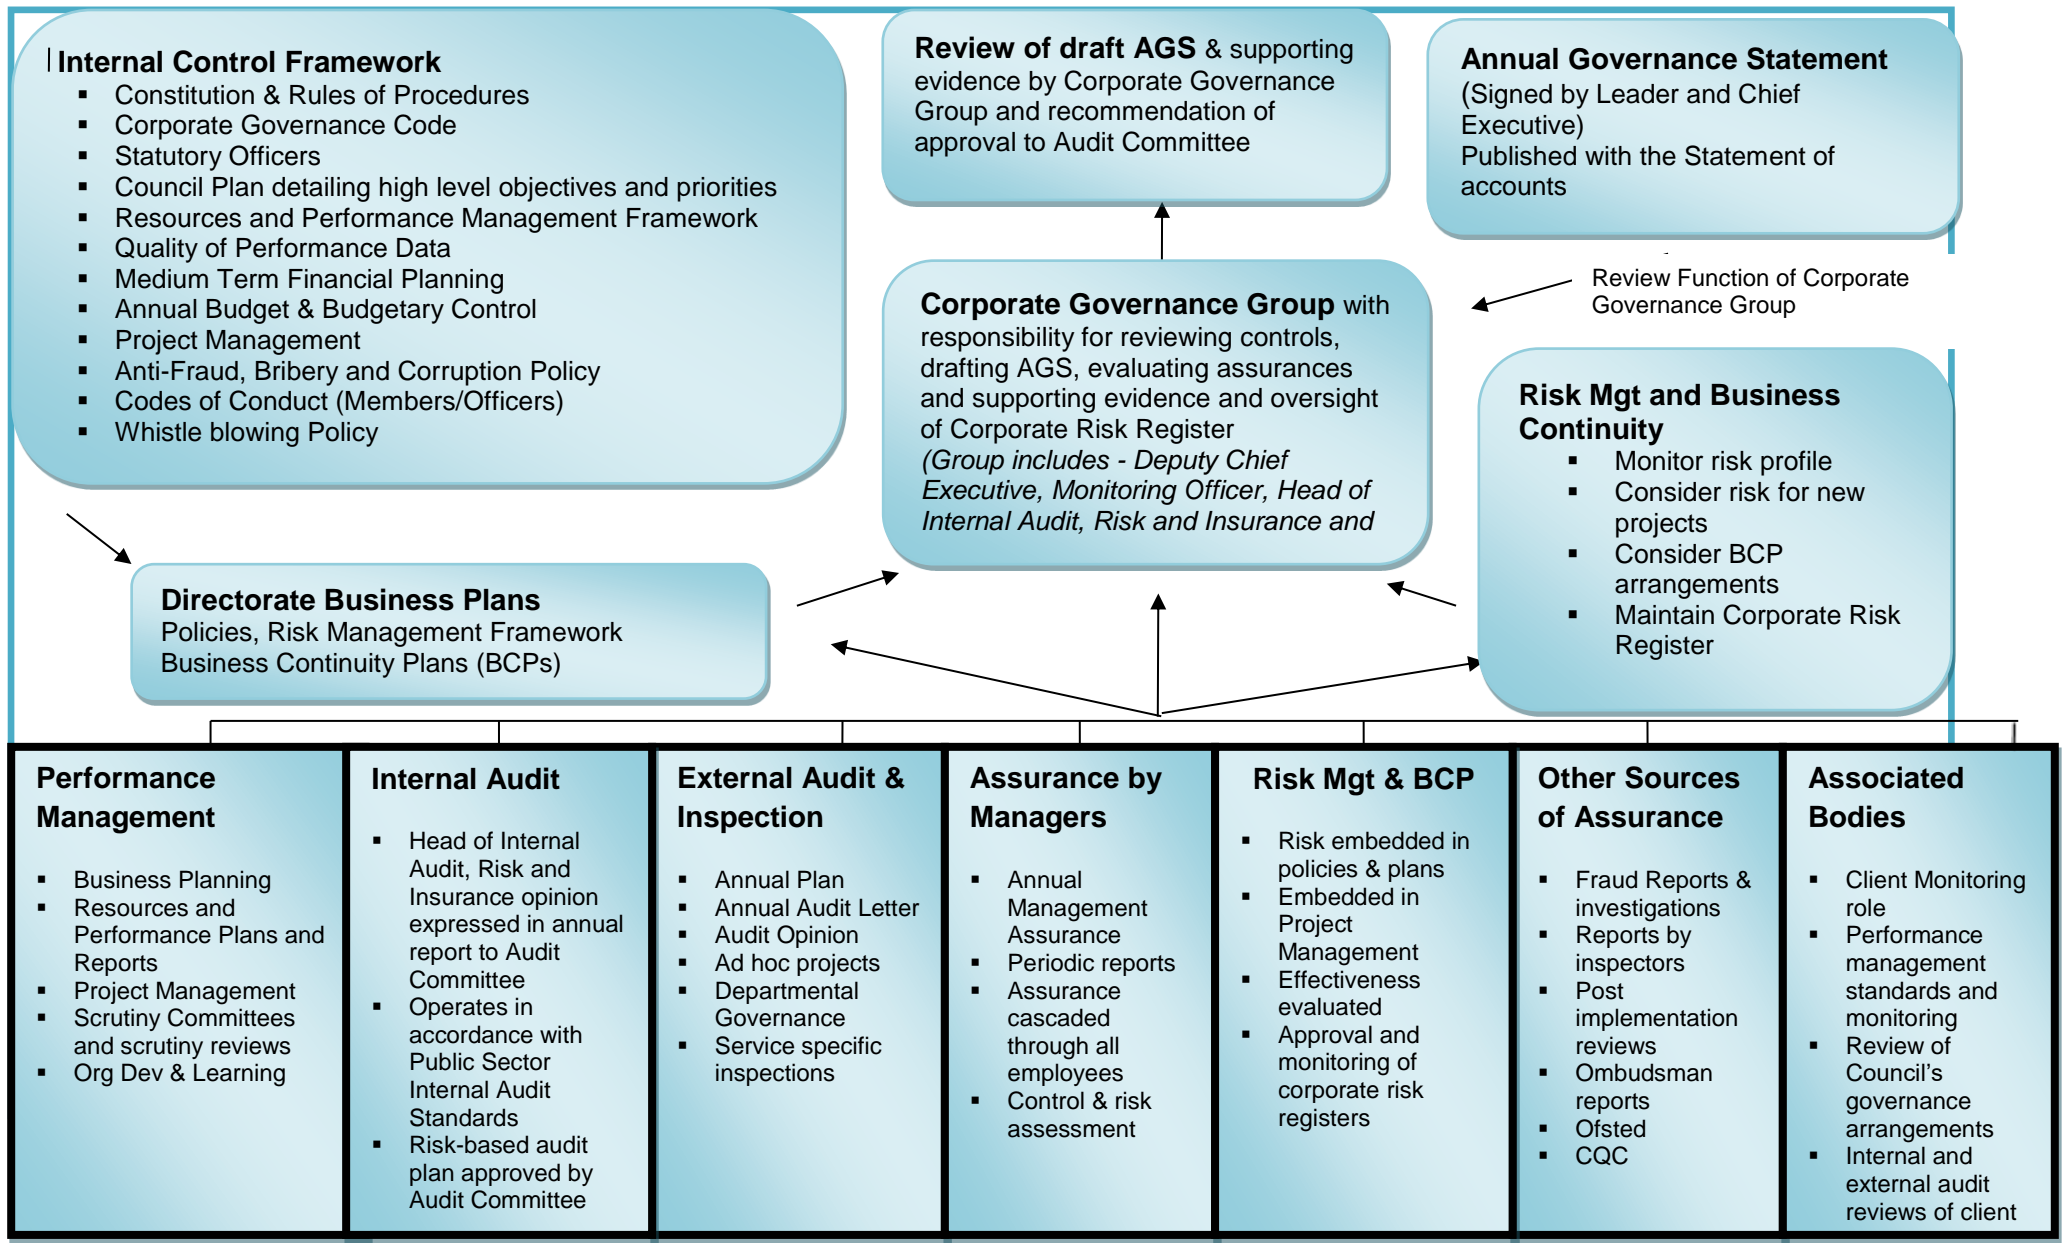 Internal Control Framework
▪ Constitution & Rules of Procedures
▪ Corporate Governance Code
▪ Statutory Officers
▪ Council Plan detailing high level objectives and priorities
▪ Resources and Performance Management Framework
▪ Quality of Performance Data
▪ Medium Term Financial Planning
▪ Annual Budget & Budgetary Control
▪ Project Management
▪ Anti-Fraud, Bribery and Corruption Policy
▪ Codes of Conduct (Members/Officers)
▪ Whistle blowing Policy
Review of draft AGS & supporting
evidence by Corporate Governance
Group and recommendation of
approval to Audit Committee
Annual Governance Statement
(Signed by Leader and Chief
Executive)
Published with the Statement of
accounts
Review Function of Corporate
Governance Group
Corporate Governance Group with
responsibility for reviewing controls,
drafting AGS, evaluating assurances
and supporting evidence and oversight
of Corporate Risk Register
(Group includes - Deputy Chief
Executive, Monitoring Officer, Head of
Internal Audit, Risk and Insurance and
Risk Mgt and Business
Continuity
▪ Monitor risk profile
▪ Consider risk for new
projects
▪ Consider BCP
arrangements
▪ Maintain Corporate Risk
Register
Directorate Business Plans
Policies, Risk Management Framework
Business Continuity Plans (BCPs)
Performance
Management
▪ Business Planning
▪ Resources and
Performance Plans and
Reports
▪ Project Management
▪ Scrutiny Committees
and scrutiny reviews
▪ Org Dev & Learning
Internal Audit
▪ Head of Internal
Audit, Risk and
Insurance opinion
expressed in annual
report to Audit
Committee
▪ Operates in
accordance with
Public Sector
Internal Audit
Standards
▪ Risk-based audit
plan approved by
Audit Committee
External Audit &
Inspection
▪ Annual Plan
▪ Annual Audit Letter
▪ Audit Opinion
▪ Ad hoc projects
▪ Departmental
Governance
▪ Service specific
inspections
Assurance by
Managers
▪ Annual
Management
Assurance
▪ Periodic reports
▪ Assurance
cascaded
through all
employees
▪ Control & risk
assessment
Risk Mgt & BCP
▪ Risk embedded in
policies & plans
▪ Embedded in
Project
Management
▪ Effectiveness
evaluated
▪ Approval and
monitoring of
corporate risk
registers
Other Sources
of Assurance
▪ Fraud Reports &
investigations
▪ Reports by
inspectors
▪ Post
implementation
reviews
▪ Ombudsman
reports
▪ Ofsted
▪ CQC
Associated
Bodies
▪ Client Monitoring
role
▪ Performance
management
standards and
monitoring
▪ Review of
Council's
governance
arrangements
▪ Internal and
external audit
reviews of client